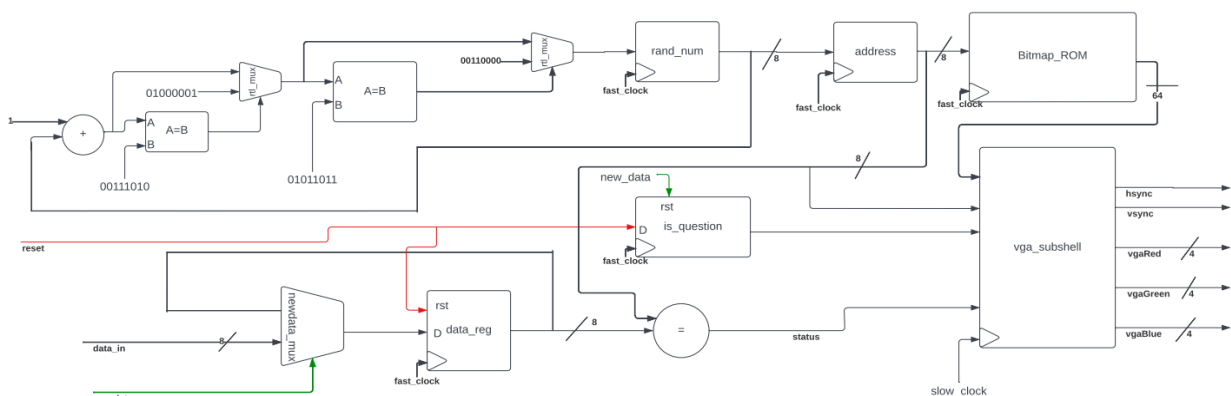 1
+
A
B
A=B
00111010
01000001
rtl_mux
A
B
A=B
01011011
00110000
rtl_mux
rand_num
fast_clock
8
address
fast_clock
8
Bitmap_ROM
fast_clock
64
8
new_data
rst
D
is_question
fast_clock
reset
newdata_mux
data_in
8
rst
D
data_reg
fast_clock
8
=
status
vga_subshell
slow_clock
hsync
vsync
vgaRed
4
vgaGreen
4
vgaBlue
4